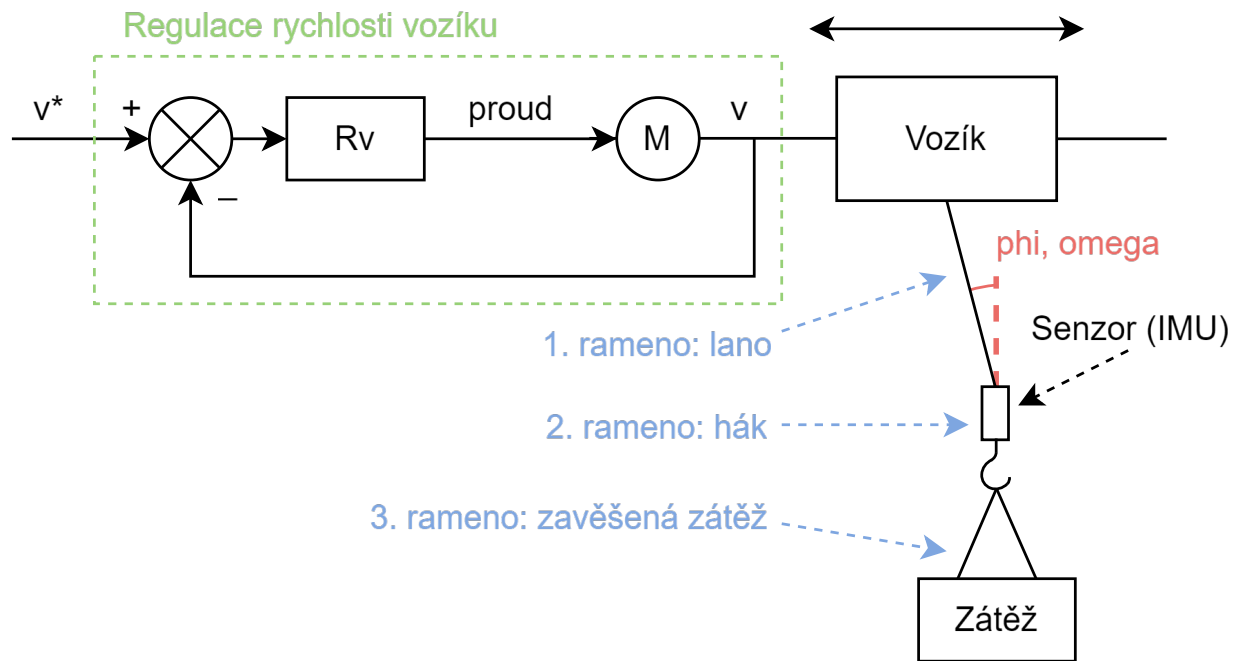 Regulace rychlosti vozíku
v*
+
–
Rv
proud
M
v
Vozík
phi, omega
1. rameno: lano
Senzor (IMU)
2. rameno: hák
3. rameno: zavěšená zátěž
Zátěž